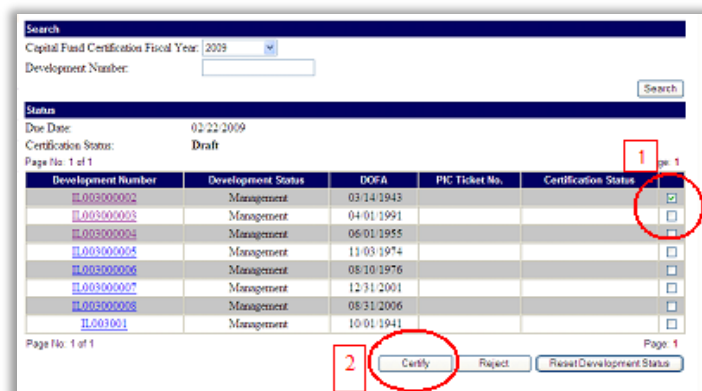 Search
Capital Fund Certification Fiscal Year: 2009
Development Number:
Search
Status
Due Date: 02/22/2009
Certification Status: Draft
Page No: 1 of 1 Page: 1
1
Development Number Development Status DOFA PIC Ticket No. Certification Status
IL003000002 Management 03/14/1943
IL003000003 Management 04/01/1991
IL003000004 Management 06/01/1955
IL003000005 Management 11/03/1974
IL003000006 Management 08/10/1976
IL003000007 Management 12/31/2001
IL003000008 Management 08/31/2006
IL003001 Management 10/01/1941
Page No: 1 of 1 Page: 1
2 Certify Reject Reset Development Status